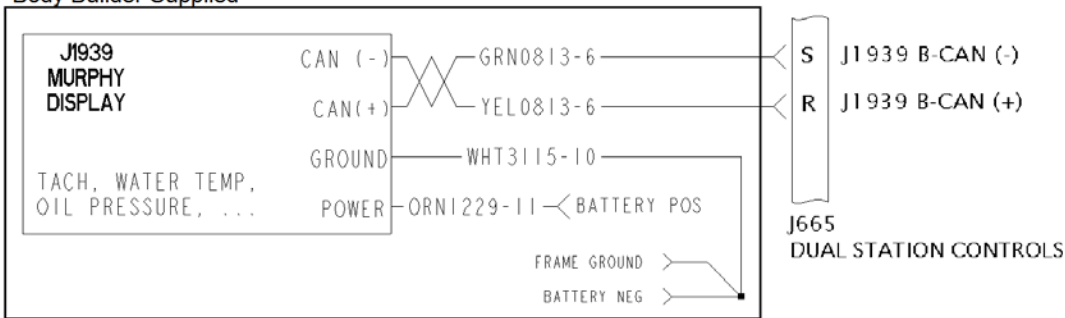 Body Builder Supplied
J1939
MURPHY
DISPLAY
TACH, WATER TEMP,
OIL PRESSURE, ...
CAN (-)
CAN(+)
GROUND
POWER
GRN0813-6
YEL0813-6
WHT3115-10
ORN1229-11
BATTERY POS
FRAME GROUND
BATTERY NEG
S J1939 B-CAN (-)
R J1939 B-CAN (+)
J665
DUAL STATION CONTROLS